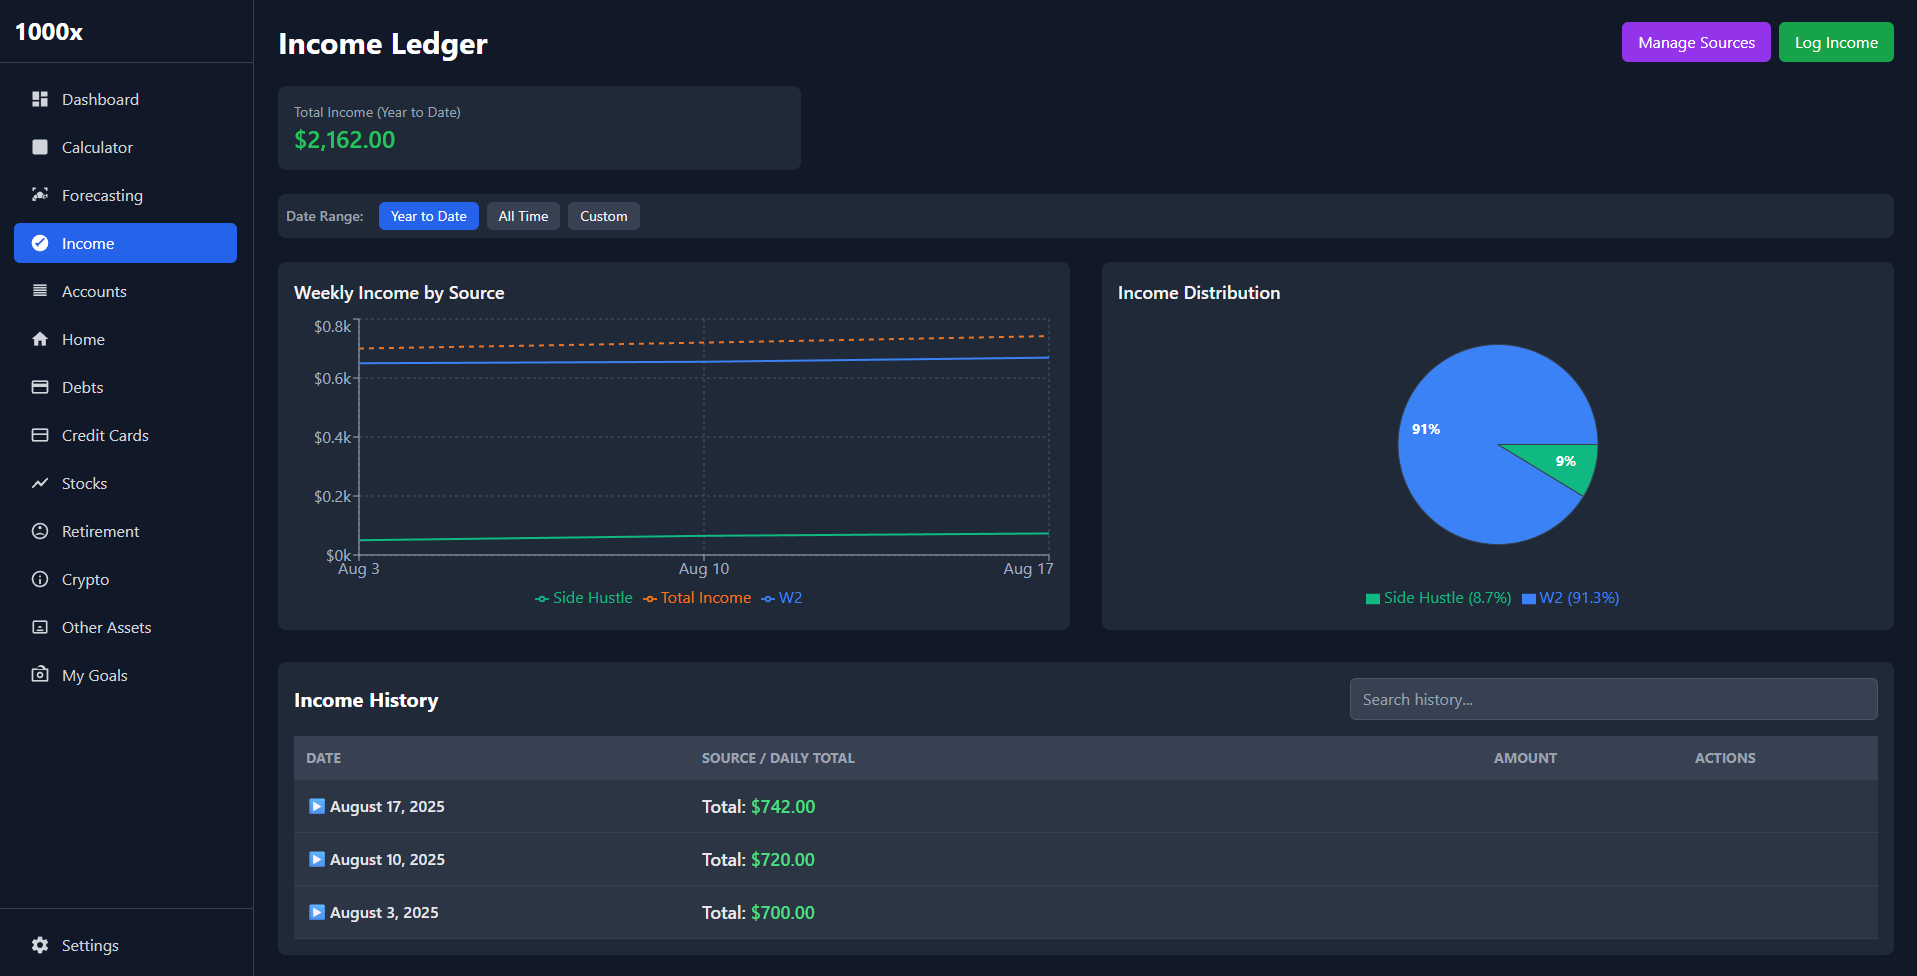 1000x
Dashboard
Calculator
Forecasting
Income
Accounts
Home
Debts
Credit Cards
Stocks
Retirement
Crypto
Other Assets
My Goals
Settings
Income Ledger
Manage Sources
Log Income
Total Income (Year to Date)
$2,162.00
Date Range: Year to Date All Time Custom
Weekly Income by Source
$0.8k
$0.6k
$0.4k
$0.2k
$0k
Aug 3 Aug 10 Aug 17
Side Hustle Total Income W2
Income Distribution
91%
9%
Side Hustle (8.7%) W2 (91.3%)
Income History
Search history...
DATE SOURCE / DAILY TOTAL AMOUNT ACTIONS
August 17, 2025 Total: $742.00
August 10, 2025 Total: $720.00
August 3, 2025 Total: $700.00